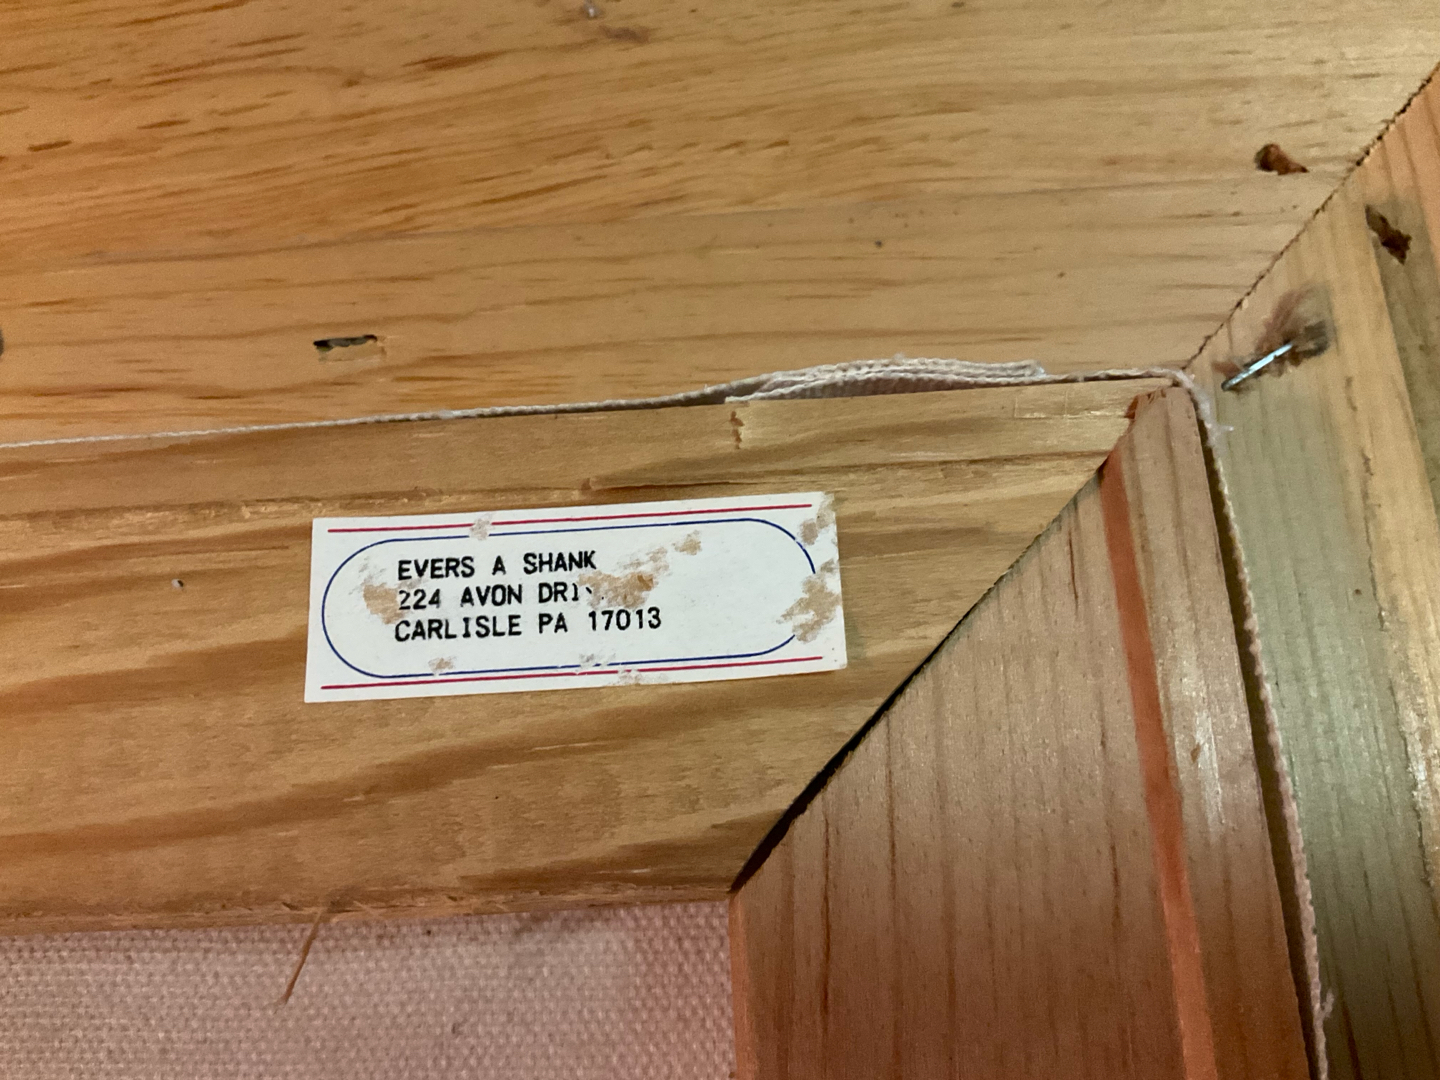 EVERS A SHANK
224 AVON
CARLISLE PA 17013